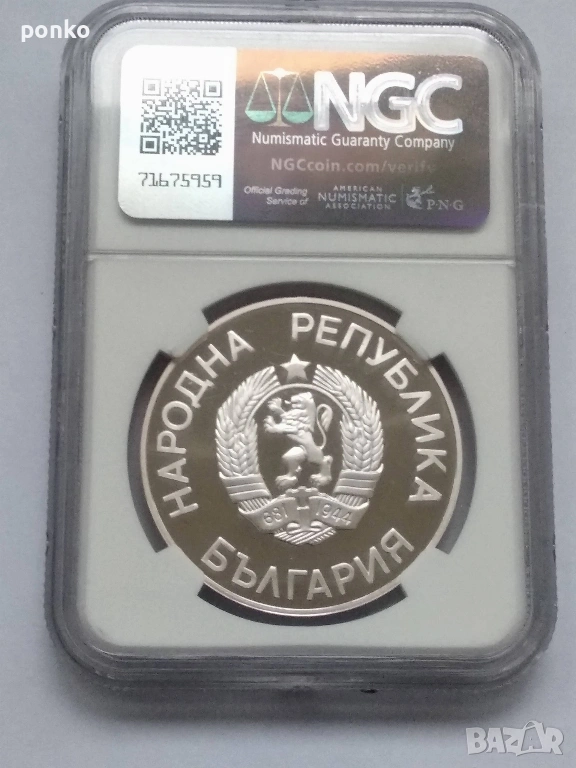 ponko
NGC
Numismatic Guaranty Company
NGCcoin.com/verify
71675959
Official Grading
Service of
AMERICAN
NUMISMATIC
ASSOCIATION
P·N·G
НАРОДНА РЕПУБЛИКА
БЪЛГАРИЯ
681 1944
BAZAR